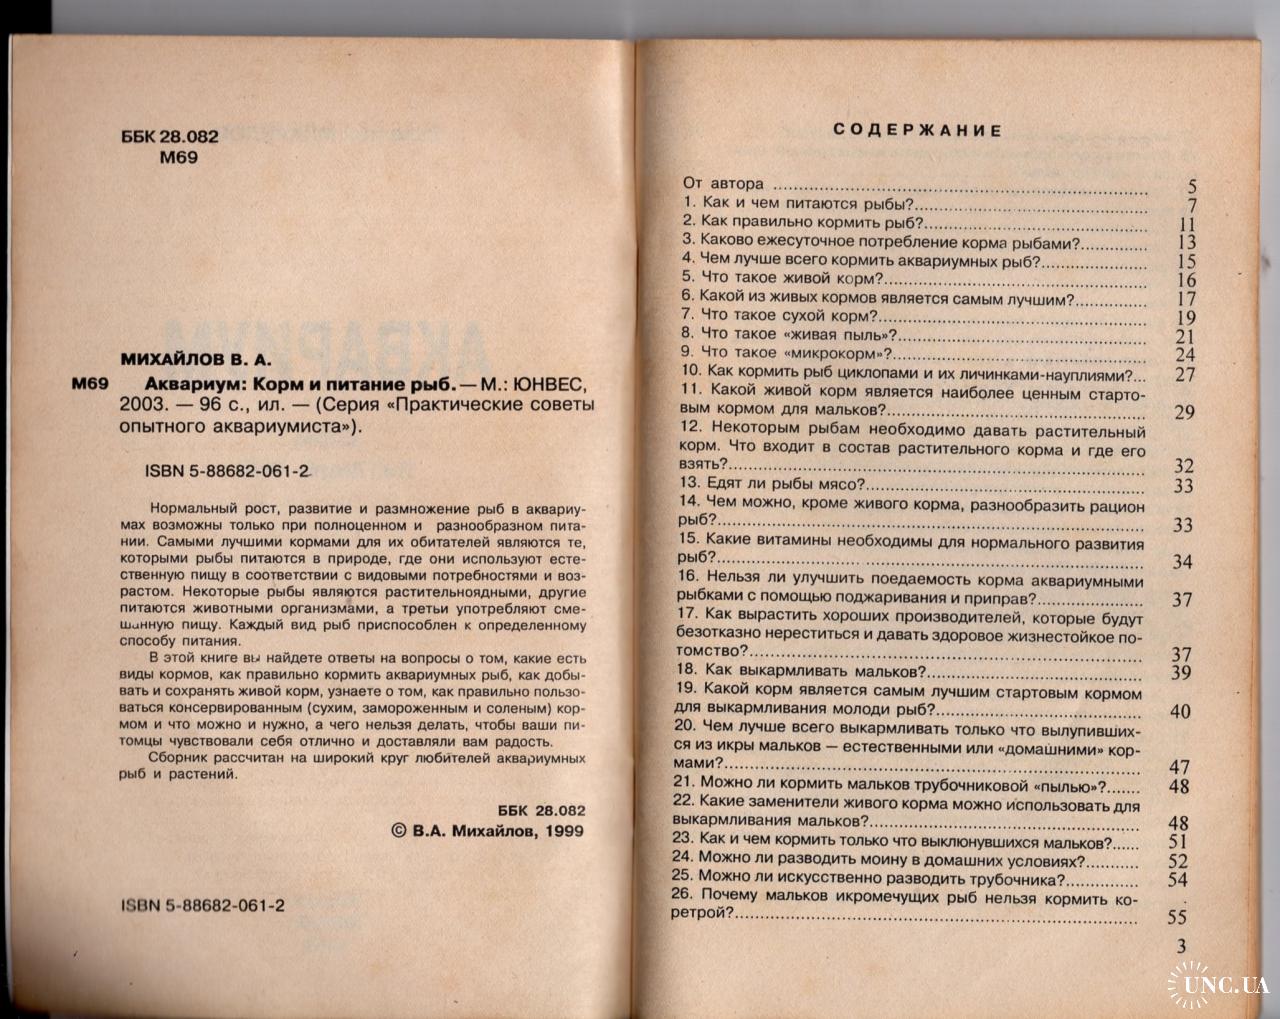 ББК 28.082
М69
МИХАЙЛОВ В. А.
М69 Аквариум: Корм и питание рыб. — М.: ЮНВЕС,
2003. — 96 с., ил. — (Серия «Практические советы
опытного аквариумиста»).
ISBN 5-88682-061-2
Нормальный рост, развитие и размножение рыб в аквариу-
мах возможны только при полноценном и разнообразном пита-
нии. Самыми лучшими кормами для их обитателей являются те,
которыми рыбы питаются в природе, где они используют есте-
ственную пищу в соответствии с видовыми потребностями и воз-
растом. Некоторые рыбы являются растительноядными, другие
питаются животными организмами, а третьи употребляют сме-
шанную пищу. Каждый вид рыб приспособлен к определенному
способу питания.
В этой книге вы найдете ответы на вопросы о том, какие есть
виды кормов, как правильно кормить аквариумных рыб, как добы-
вать и сохранять живой корм, узнаете о том, как правильно пользо-
ваться консервированным (сухим, замороженным и соленым) кор-
мом и что можно и нужно, а чего нельзя делать, чтобы ваши пи-
томцы чувствовали себя отлично и доставляли вам радость.
Сборник рассчитан на широкий круг любителей аквариумных
рыб и растений.
ББК 28.082
© В.А. Михайлов, 1999
ISBN 5-88682-061-2
СОДЕРЖАНИЕ
От автора ........ 5
1. Как и чем питаются рыбы?........ 7
2. Как правильно кормить рыб?........ 11
3. Каково ежесуточное потребление корма рыбами?........ 13
4. Чем лучше всего кормить аквариумных рыб?........ 15
5. Что такое живой корм?........ 16
6. Какой из живых кормов является самым лучшим?........ 17
7. Что такое сухой корм?........ 19
8. Что такое «живая пыль»?........ 21
9. Что такое «микрокорм»?........ 24
10. Как кормить рыб циклопами и их личинками-науплиями?... 27
11. Какой живой корм является наиболее ценным старто-
вым кормом для мальков?........ 29
12. Некоторым рыбам необходимо давать растительный
корм. Что входит в состав растительного корма и где его
взять?........ 32
13. Едят ли рыбы мясо?........ 33
14. Чем можно, кроме живого корма, разнообразить рацион
рыб?........ 33
15. Какие витамины необходимы для нормального развития
рыб?........ 34
16. Нельзя ли улучшить поедаемость корма аквариумными
рыбками с помощью поджаривания и приправ?........ 37
17. Как вырастить хороших производителей, которые будут
безотказно нереститься и давать здоровое жизнестойкое по-
томство?........ 37
18. Как выкармливать мальков?........ 39
19. Какой корм является самым лучшим стартовым кормом
для выкармливания молоди рыб?........ 40
20. Чем лучше всего выкармливать только что вылупивших-
ся из икры мальков — естественными или «домашними» кор-
мами?........ 47
21. Можно ли кормить мальков трубочниковой «пылью»?....... 48
22. Какие заменители живого корма можно использовать для
выкармливания мальков?........ 48
23. Как и чем кормить только что выклюнувшихся мальков?...... 51
24. Можно ли разводить моину в домашних условиях?........ 52
25. Можно ли искусственно разводить трубочника?........ 54
26. Почему мальков икромечущих рыб нельзя кормить ко-
ретрой?........ 55
3
UNC.UA